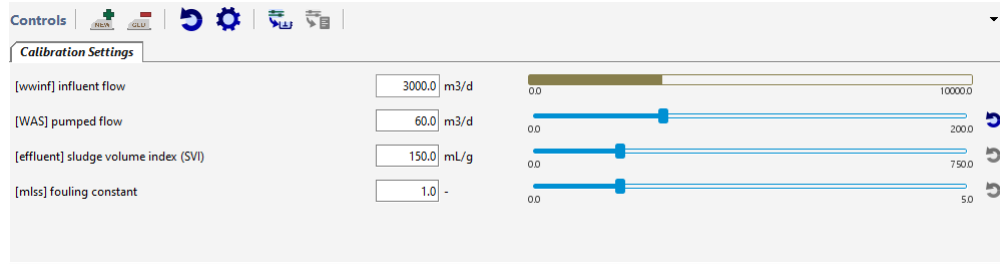 Controls NEW GLD
Calibration Settings
[wwinf] influent flow 3000.0 m3/d
0.0 10000.0
[WAS] pumped flow 60.0 m3/d
0.0 200.0
[effluent] sludge volume index (SVI) 150.0 mL/g
0.0 750.0
[mlss] fouling constant 1.0 -
0.0 5.0